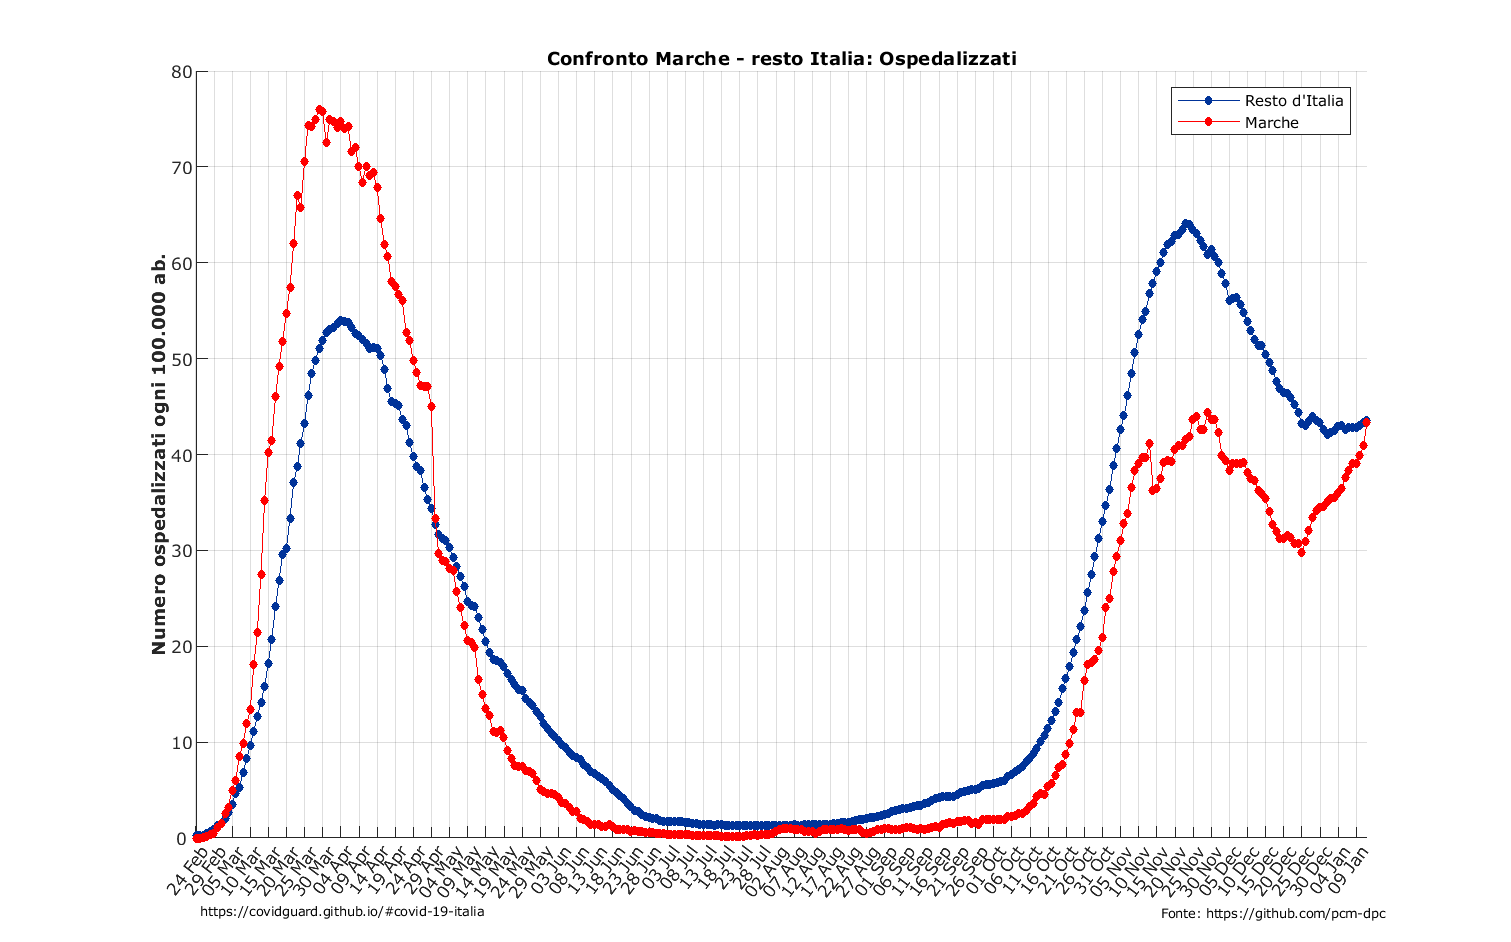 Confronto Marche - resto Italia: Ospedalizzati
Resto d'Italia
Marche
Numero ospedalizzati ogni 100.000 ab.
80
70
60
50
40
30
20
10
0
24 Feb
29 Feb
05 Mar
10 Mar
15 Mar
20 Mar
25 Mar
30 Mar
04 Apr
09 Apr
14 Apr
19 Apr
24 Apr
29 Apr
04 May
09 May
14 May
19 May
24 May
29 May
03 Jun
08 Jun
13 Jun
18 Jun
23 Jun
28 Jun
03 Jul
08 Jul
13 Jul
18 Jul
23 Jul
28 Jul
02 Aug
07 Aug
12 Aug
17 Aug
22 Aug
27 Aug
01 Sep
06 Sep
11 Sep
16 Sep
21 Sep
26 Sep
01 Oct
06 Oct
11 Oct
16 Oct
21 Oct
26 Oct
31 Oct
05 Nov
10 Nov
15 Nov
20 Nov
25 Nov
30 Nov
05 Dec
10 Dec
15 Dec
20 Dec
25 Dec
30 Dec
04 Jan
09 Jan
https://covidguard.github.io/#covid-19-italia
Fonte: https://github.com/pcm-dpc